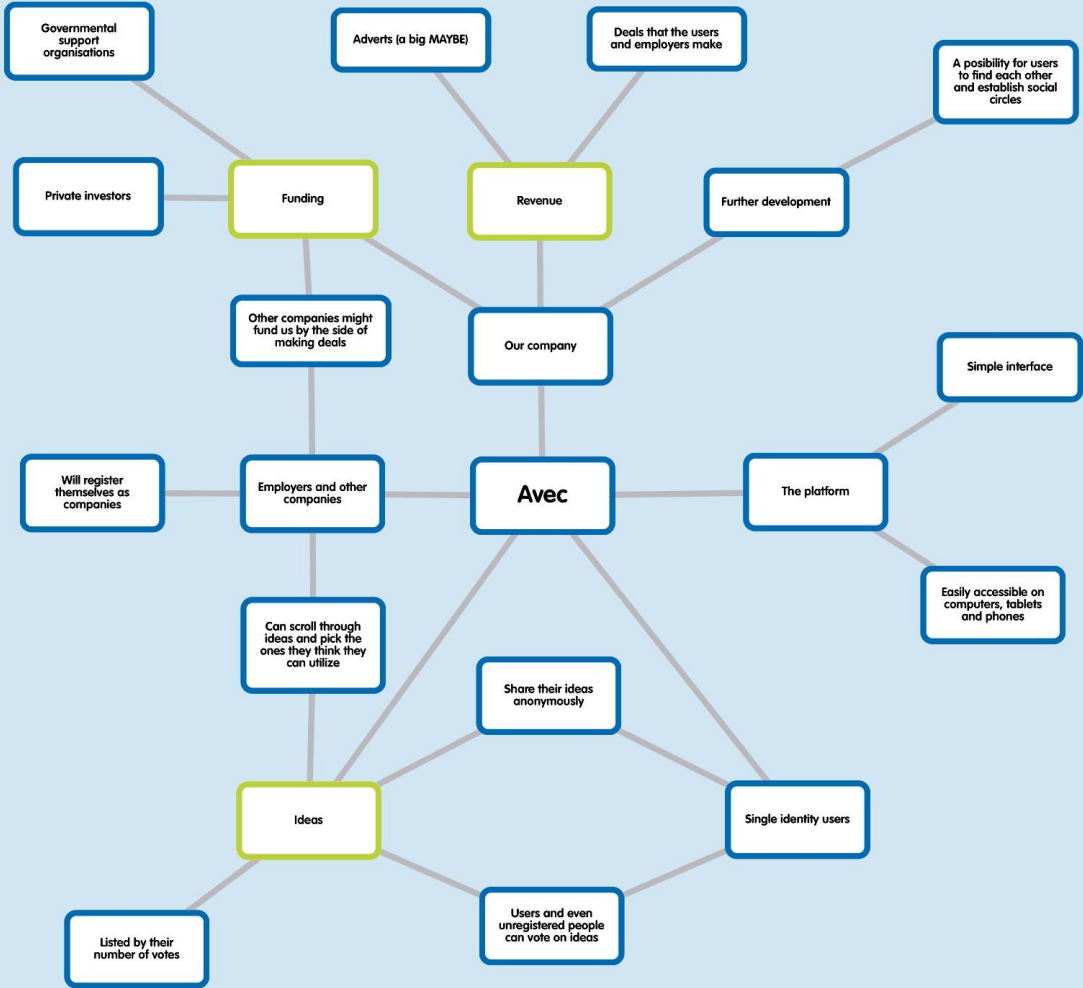 Governmental
support
organisations
Adverts (a big MAYBE)
Deals that the users
and employers make
A posibility for users
to find each other
and establish social
circles
Private investors
Funding
Revenue
Further development
Other companies might
fund us by the side of
making deals
Our company
Simple interface
Will register
themselves as
companies
Employers and other
companies
Avec
The platform
Easily accessible on
computers, tablets
and phones
Can scroll through
ideas and pick the
ones they think they
can utilize
Share their ideas
anonymously
Ideas
Single identity users
Users and even
unregistered people
can vote on ideas
Listed by their
number of votes